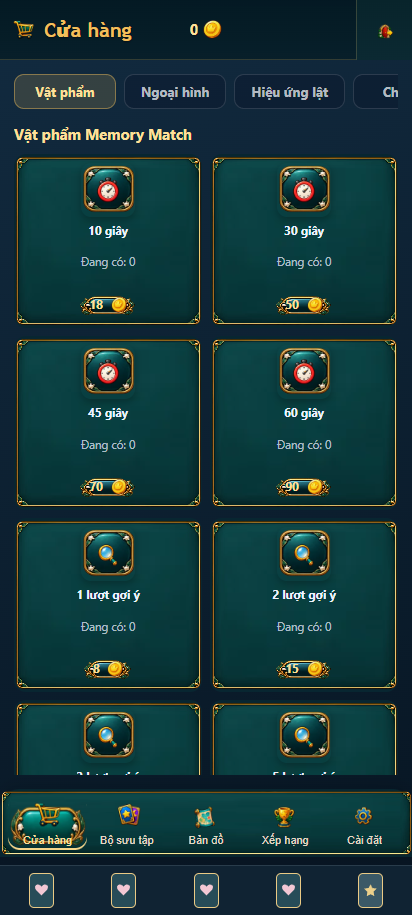 Cửa hàng 0
Vật phẩm Ngoại hình Hiệu ứng lật Ch
Vật phẩm Memory Match
10 giây 30 giây
Đang có: 0 Đang có: 0
-18 -50
45 giây 60 giây
Đang có: 0 Đang có: 0
-70 -90
1 lượt gợi ý 2 lượt gợi ý
Đang có: 0 Đang có: 0
-8 -15
Cửa hàng Bộ sưu tập Bản đồ Xếp hạng Cài đặt